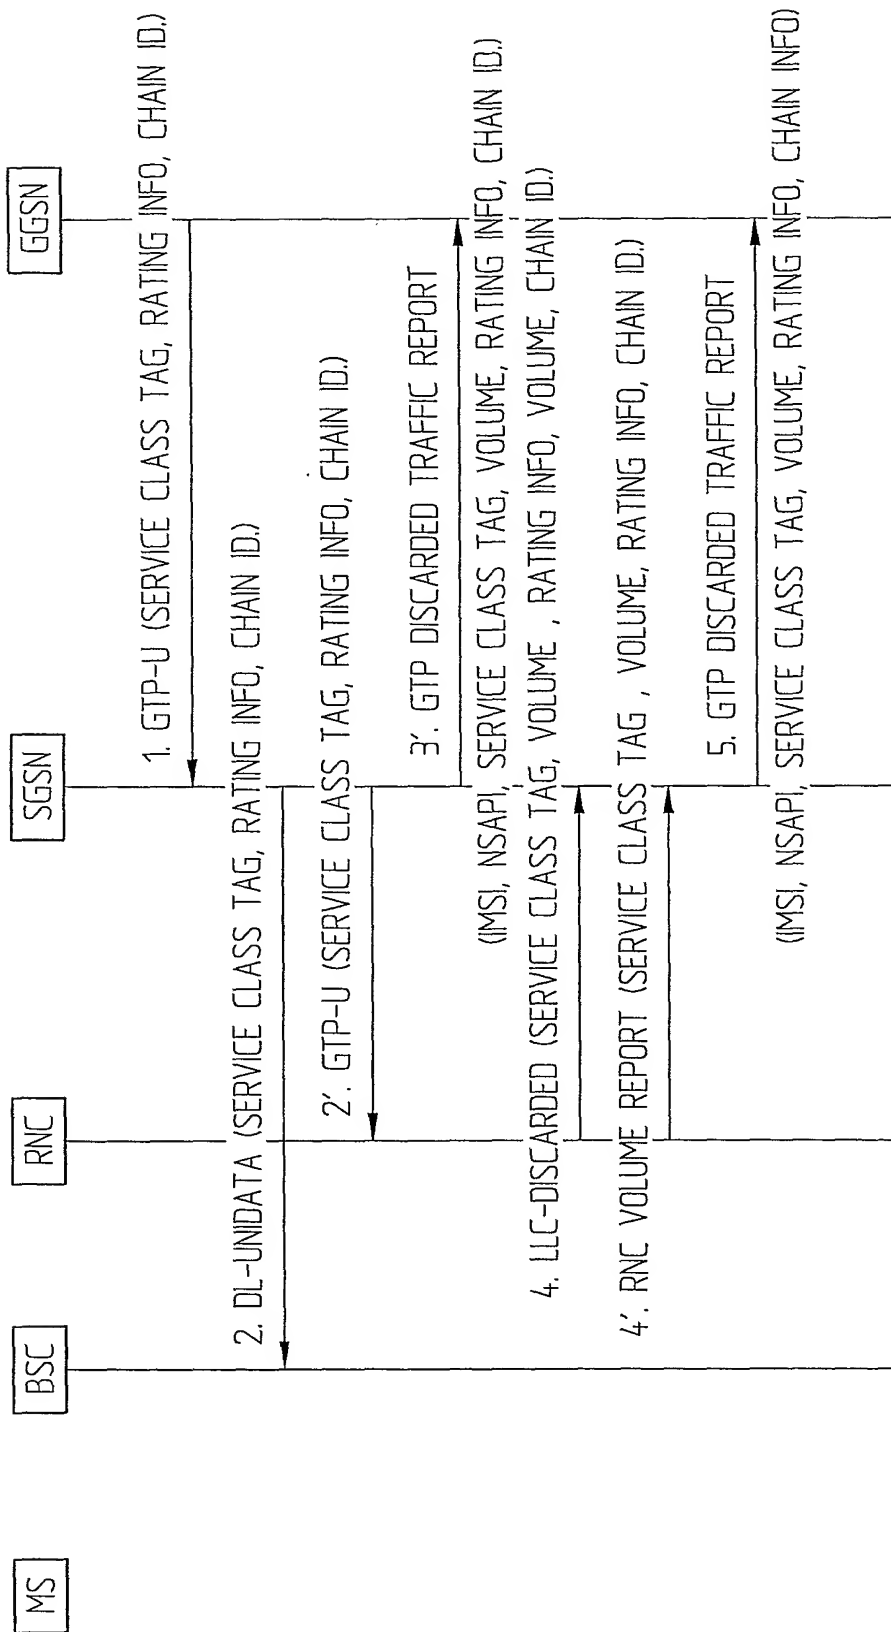 MS
BSC
RNC
SGSN
GGSN
1. GTP-U (SERVICE CLASS TAG, RATING INFO, CHAIN ID.)
2. DL-UNIDATA (SERVICE CLASS TAG, RATING INFO, CHAIN ID.)
2'. GTP-U (SERVICE CLASS TAG, RATING INFO, CHAIN ID.)
3'. GTP DISCARDED TRAFFIC REPORT
(IMSI, NSAPI, SERVICE CLASS TAG, VOLUME, RATING INFO, CHAIN ID.)
4. LLC-DISCARDED (SERVICE CLASS TAG, VOLUME , RATING INFO, VOLUME, CHAIN ID.)
4'. RNC VOLUME REPORT (SERVICE CLASS TAG , VOLUME, RATING INFO, CHAIN ID.)
5. GTP DISCARDED TRAFFIC REPORT
(IMSI, NSAPI, SERVICE CLASS TAG, VOLUME, RATING INFO, CHAIN INFO)